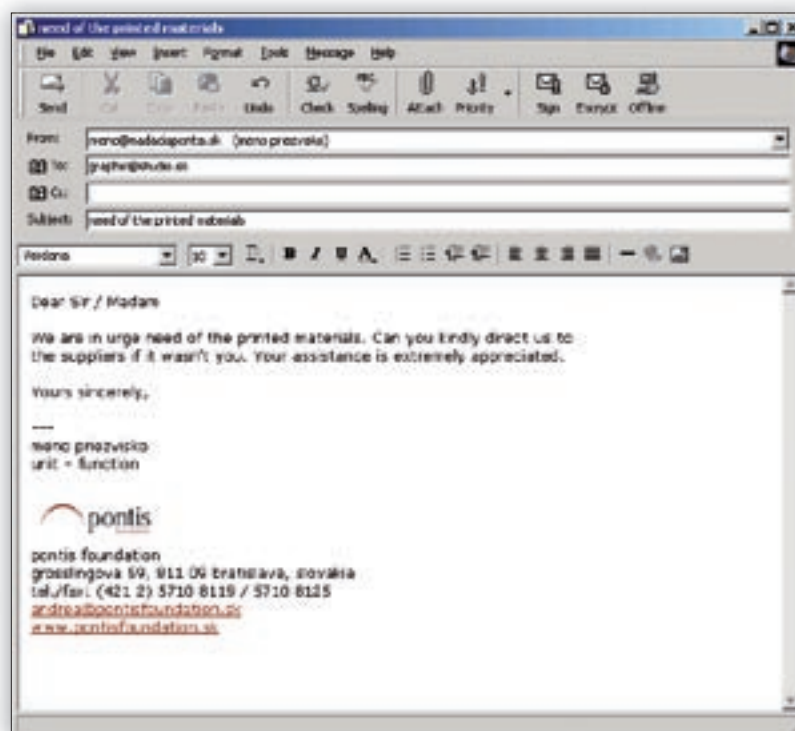 need of the printed materials
File Edit View Insert Format Tools Message Help
Send Cut Copy Paste Undo Check Spelling Attach Priority Sign Encrypt Offline
From: meno@nadaciapontis.sk (meno priezvisko)
To:
Cc:
Subject: need of the printed materials
Verdana 10
Dear Sir / Madam
We are in urge need of the printed materials. Can you kindly direct us to
the suppliers if it wasn't you. Your assistance is extremely appreciated.
Yours sincerely,
----
meno priezvisko
unit - function
pontis
pontis foundation
grosslingova 59, 811 09 bratislava, slovakia
tel./fax: (421 2) 5710 8119 / 5710 8125
andrea@pontisfoundation.sk
www.pontisfoundation.sk